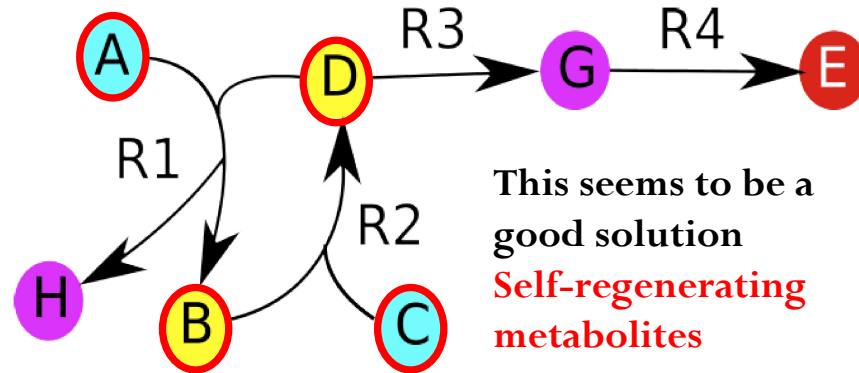 A
D
R3
G
R4
E
R1
R2
H
B
C
This seems to be a
good solution
Self-regenerating
metabolites